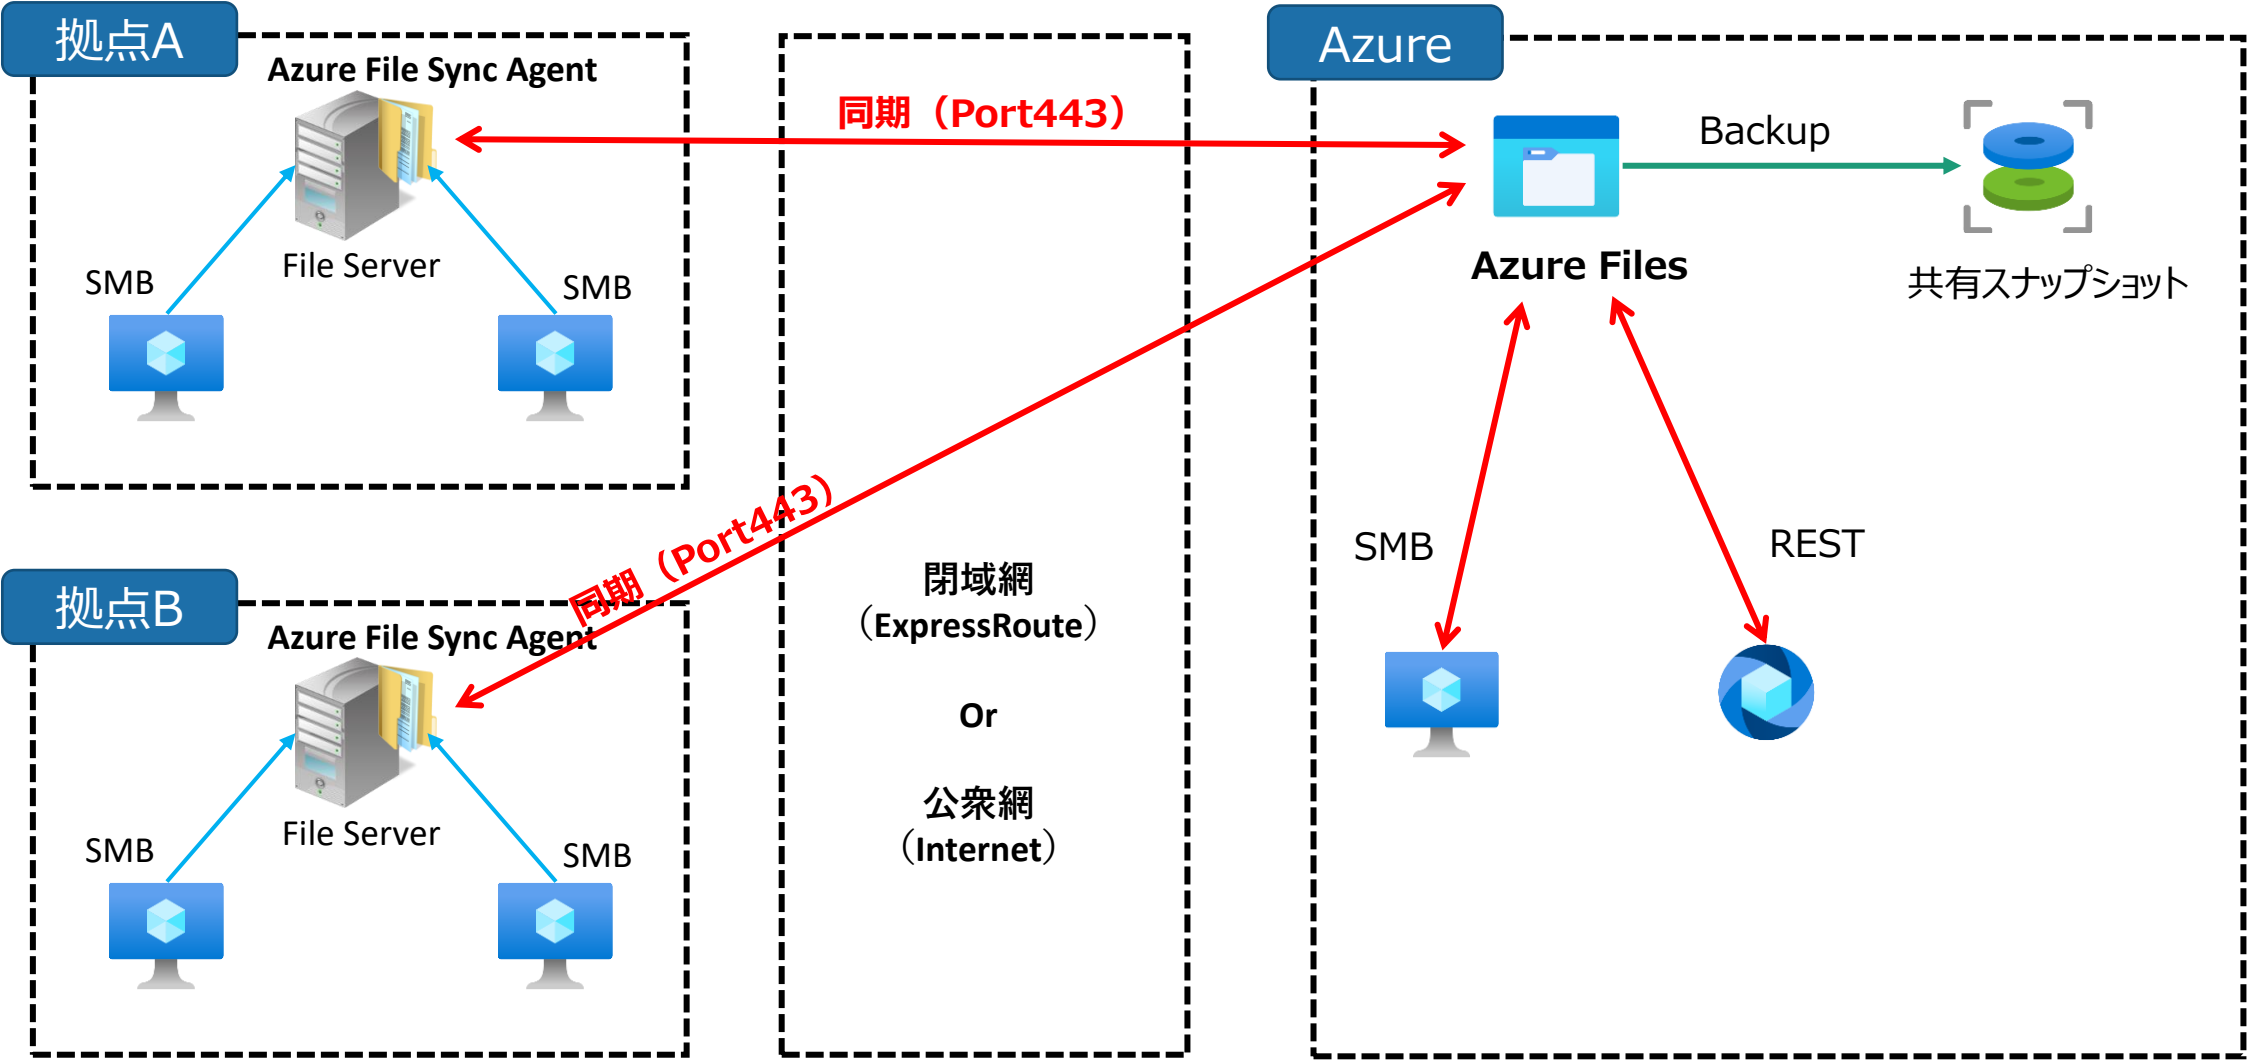 拠点A
Azure File Sync Agent
File Server
SMB
SMB
同期（Port443）
Azure
Backup
Azure Files
共有スナップショット
SMB
REST
同期（Port443）
閉域網
（ExpressRoute）
Or
公衆網
（Internet）
拠点B
Azure File Sync Agent
File Server
SMB
SMB